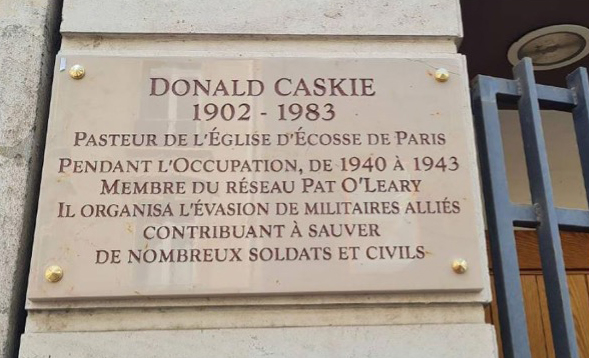 DONALD CASKIE
1902 - 1983
PASTEUR DE L'ÉGLISE D'ÉCOSSE DE PARIS
PENDANT L'OCCUPATION, DE 1940 À 1943
MEMBRE DU RÉSEAU PAT O'LEARY
IL ORGANISA L'ÉVASION DE MILITAIRES ALLIÉS
CONTRIBUANT À SAUVER
DE NOMBREUX SOLDATS ET CIVILS